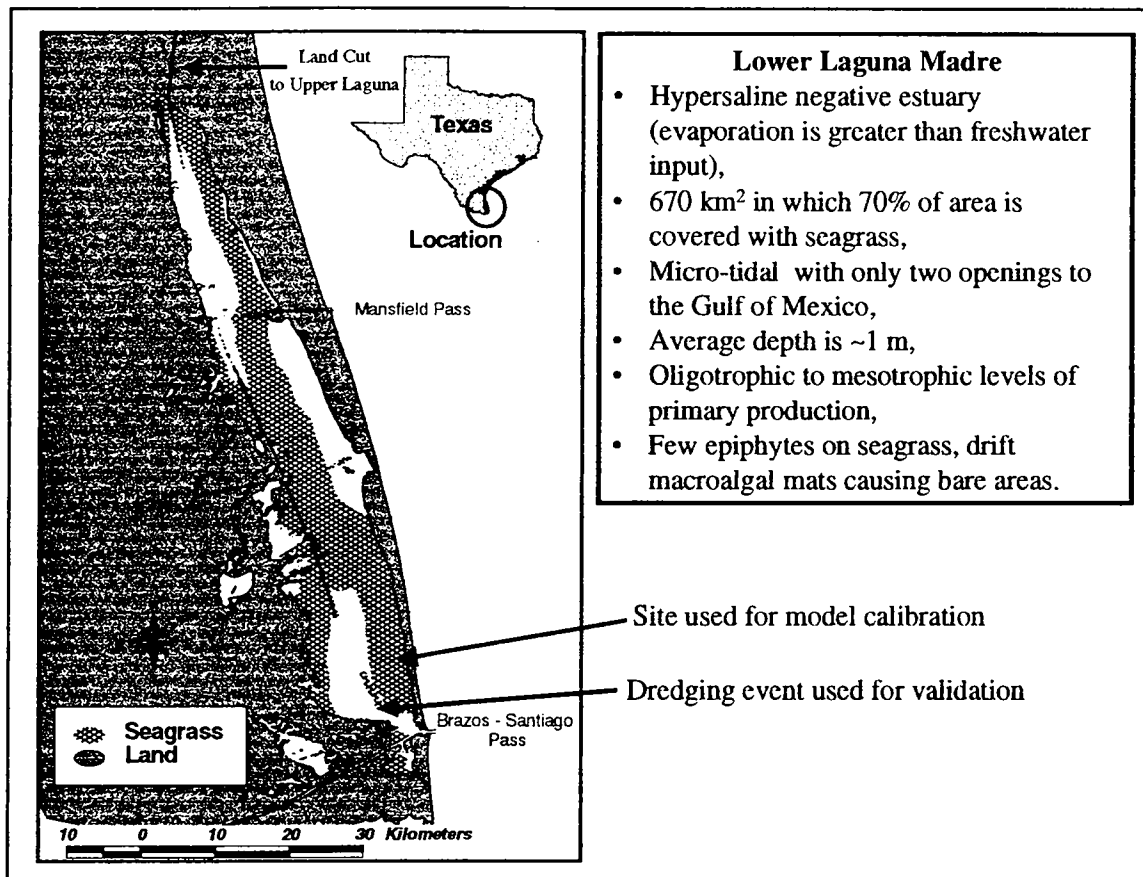 Land Cut
to Upper Laguna
Texas
Location
Mansfield Pass
Brazos - Santiago
Pass
Seagrass
Land
10 0 10 20 30 Kilometers
Lower Laguna Madre
• Hypersaline negative estuary
(evaporation is greater than freshwater
input),
• 670 km² in which 70% of area is
covered with seagrass,
• Micro-tidal with only two openings to
the Gulf of Mexico,
• Average depth is ~1 m,
• Oligotrophic to mesotrophic levels of
primary production,
• Few epiphytes on seagrass, drift
macroalgal mats causing bare areas.
Site used for model calibration
Dredging event used for validation